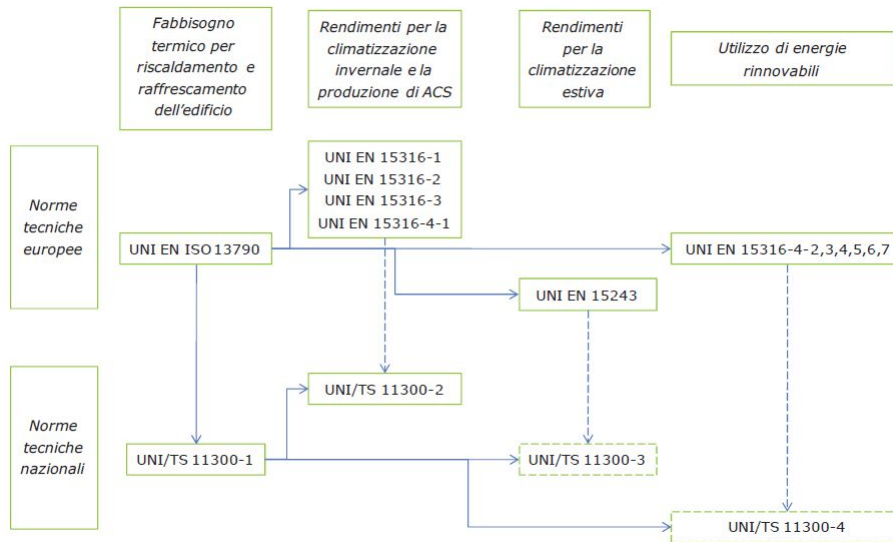 Fabbisogno
termico per
riscaldamento e
raffrescamento
dell'edificio
Rendimenti per la
climatizzazione
invernale e la
produzione di ACS
Rendimenti
per la
climatizzazione
estiva
Utilizzo di energie
rinnovabili
Norme
tecniche
europee
UNI EN ISO 13790
UNI EN 15316-1
UNI EN 15316-2
UNI EN 15316-3
UNI EN 15316-4-1
UNI EN 15243
UNI EN 15316-4-2,3,4,5,6,7
Norme
tecniche
nazionali
UNI/TS 11300-1
UNI/TS 11300-2
UNI/TS 11300-3
UNI/TS 11300-4